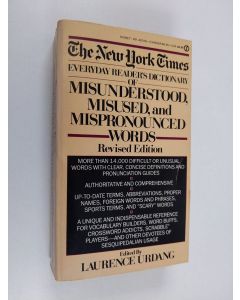 The New York Times
EVERYDAY READER'S DICTIONARY
OF
MISUNDERSTOOD,
MISUSED, and
MISPRONOUNCED
WORDS
Revised Edition
MORE THAN 14,000 DIFFICULT OR UNUSUAL
WORDS WITH CLEAR, CONCISE DEFINITIONS AND
PRONUNCIATION GUIDES
AUTHORITATIVE AND COMPREHENSIVE
UP-TO-DATE TERMS, ABBREVIATIONS, PROPER
NAMES, FOREIGN WORDS AND PHRASES,
SPORTS TERMS, AND "SCARY" WORDS
A UNIQUE AND INDISPENSABLE REFERENCE
FOR VOCABULARY BUILDERS, WORD BUFFS,
CROSSWORD ADDICTS, SCRABBLE
PLAYERS—AND OTHER DEVOTEES OF
SESQUIPEDALIAN USAGE
Edited By
LAURENCE URDANG